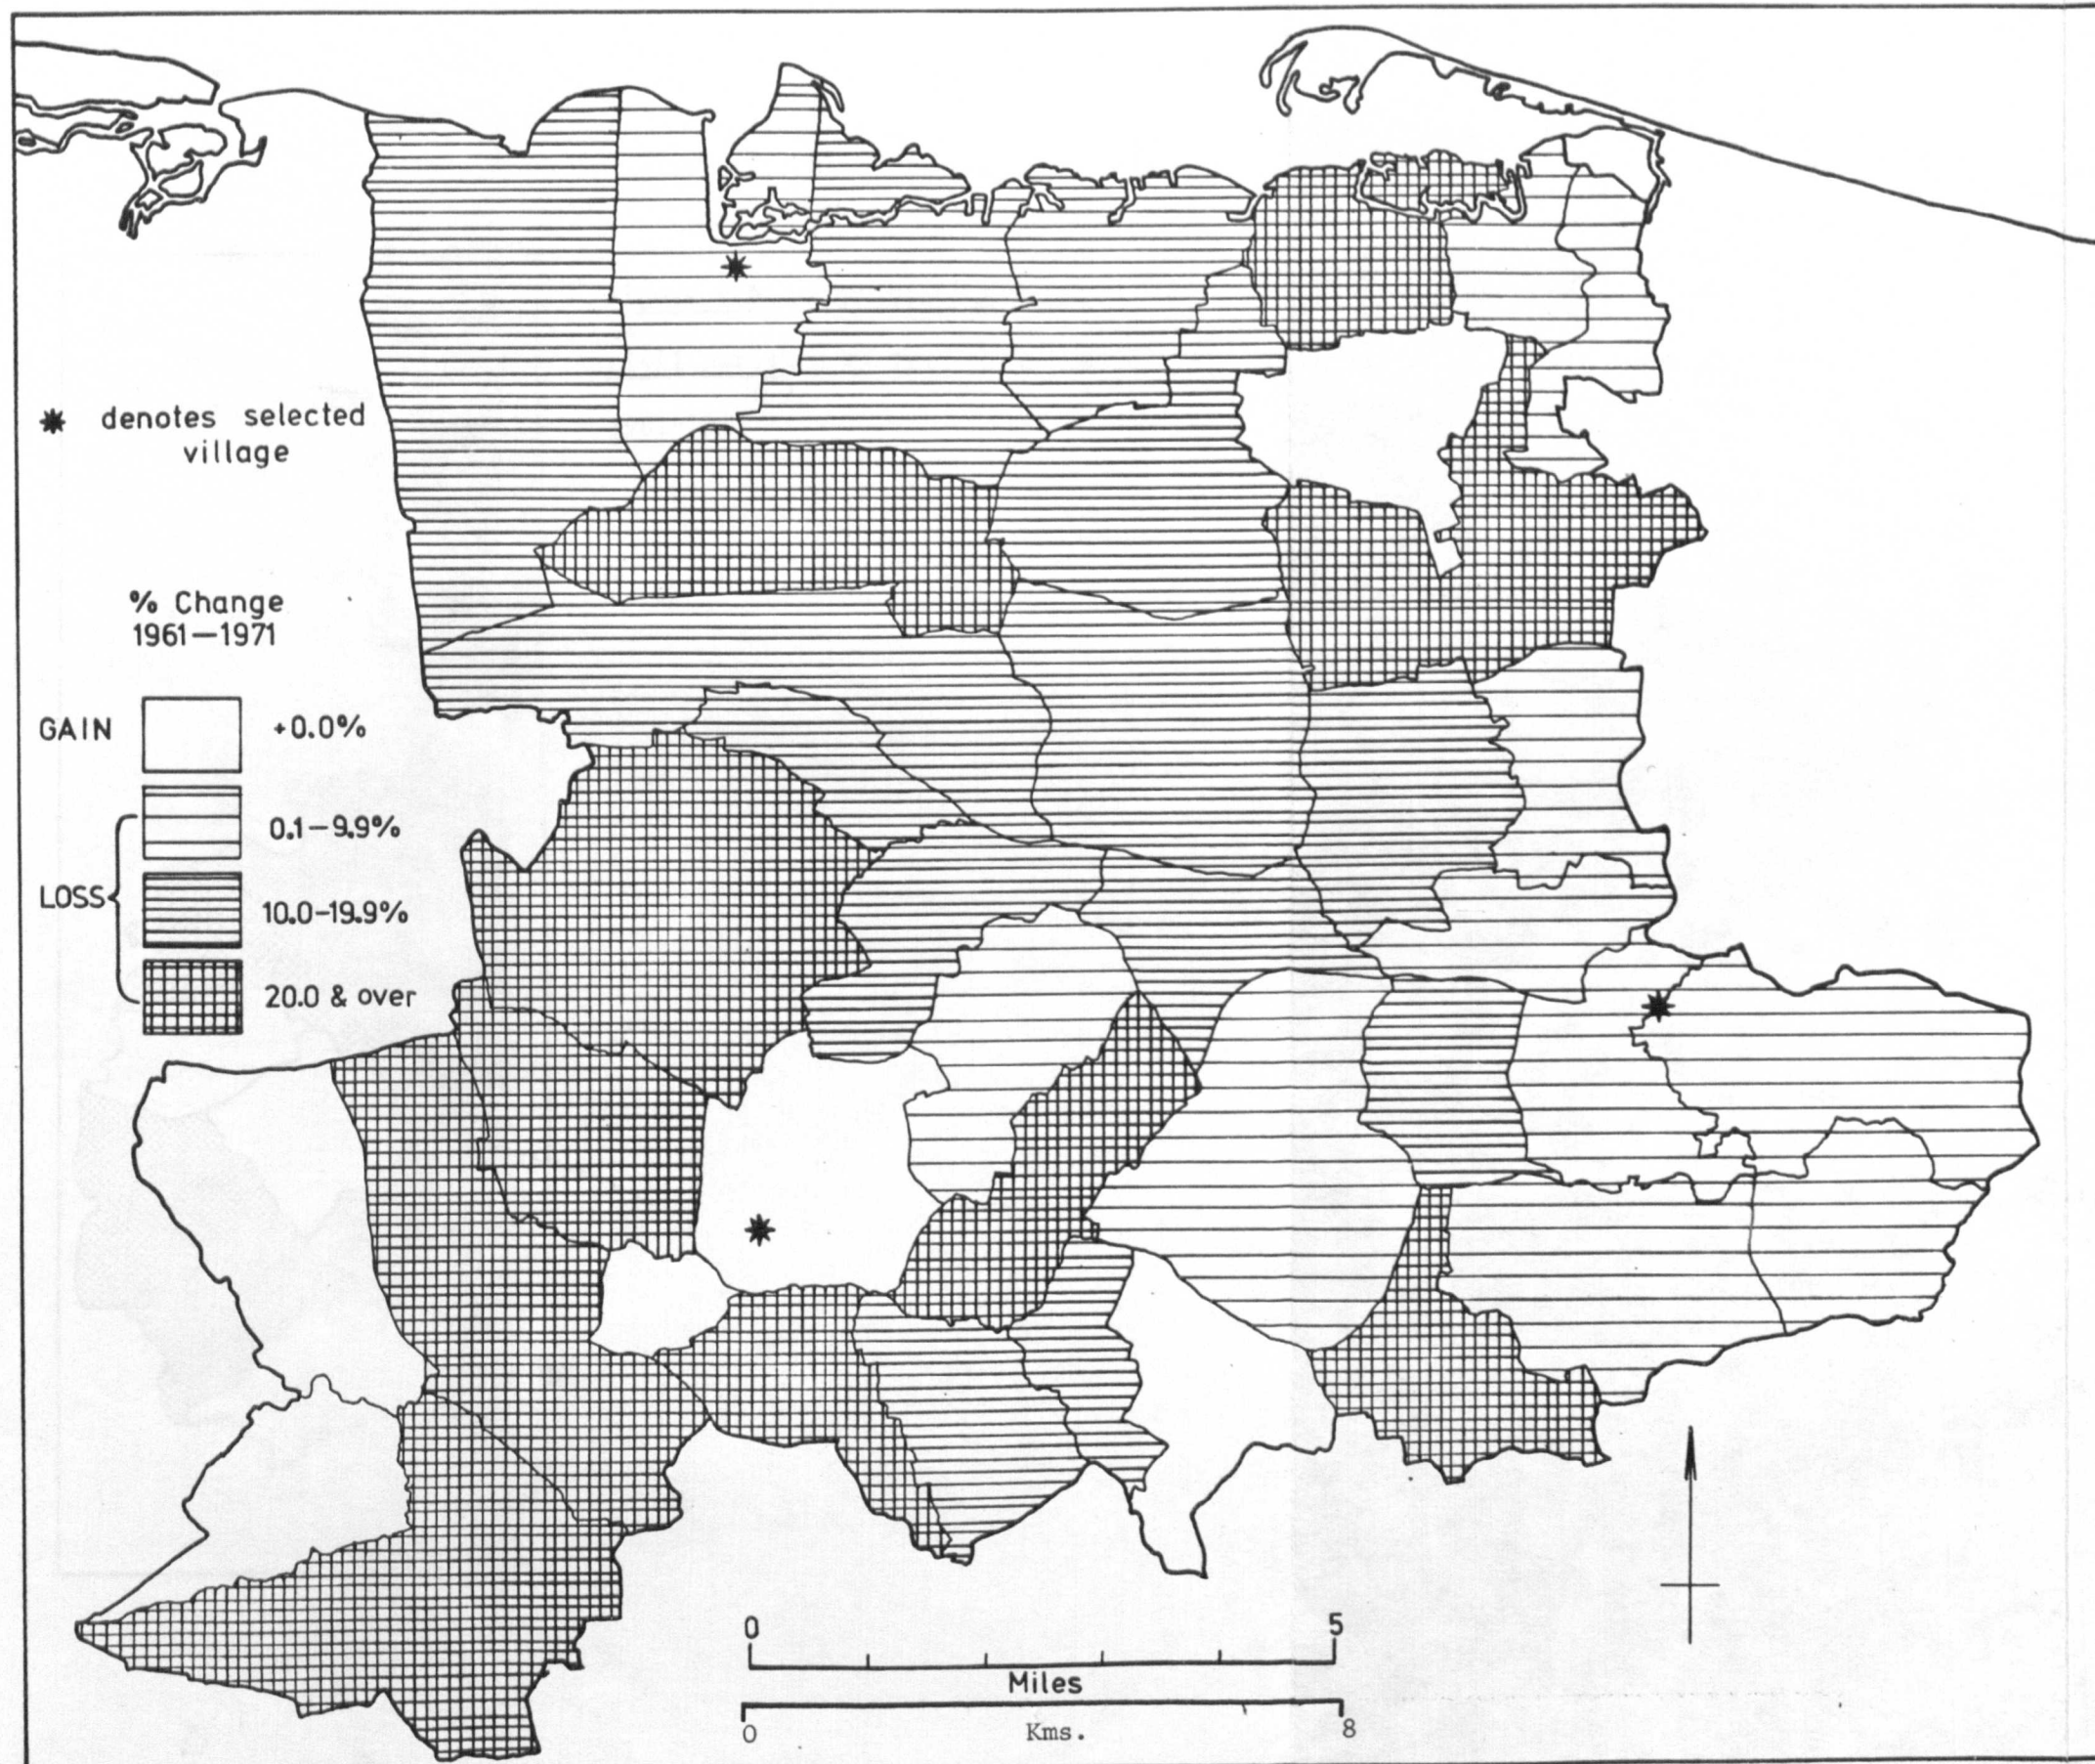 ✷ denotes selected
village
% Change
1961—1971
GAIN +0.0%
0.1–9.9%
LOSS
10.0–19.9%
20.0 & over
0 5
Miles
0 Kms. 8